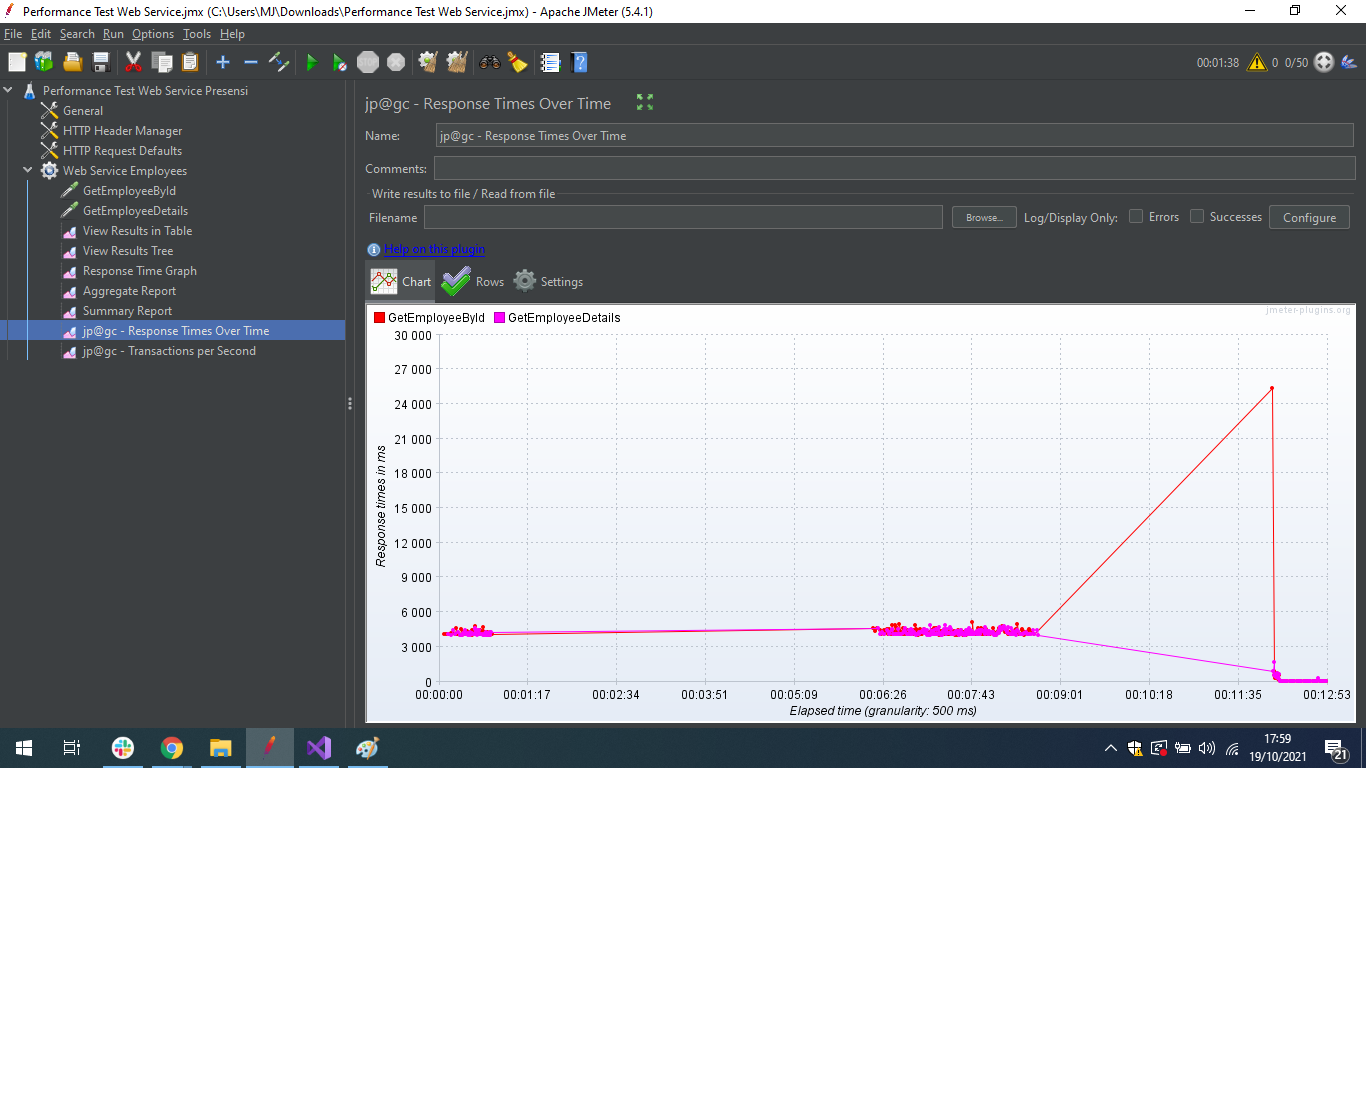 Performance Test Web Service.jmx (C:\Users\MJ\Downloads\Performance Test Web Service.jmx) - Apache JMeter (5.4.1)
File Edit Search Run Options Tools Help
STOP
00:01:38 0 0/50
Performance Test Web Service Presensi
General
HTTP Header Manager
HTTP Request Defaults
Web Service Employees
GetEmployeeById
GetEmployeeDetails
View Results in Table
View Results Tree
Response Time Graph
Aggregate Report
Summary Report
jp@gc - Response Times Over Time
jp@gc - Transactions per Second
jp@gc - Response Times Over Time
Name: jp@gc - Response Times Over Time
Comments:
Write results to file / Read from file
Filename Browse... Log/Display Only: Errors Successes Configure
Help on this plugin
Chart Rows Settings
GetEmployeeById GetEmployeeDetails
jmeter-plugins.org
30 000
27 000
24 000
21 000
18 000
15 000
12 000
9 000
6 000
3 000
0
Response times in ms
00:00:00 00:01:17 00:02:34 00:03:51 00:05:09 00:06:26 00:07:43 00:09:01 00:10:18 00:11:35 00:12:53
Elapsed time (granularity: 500 ms)
17:59
19/10/2021
21